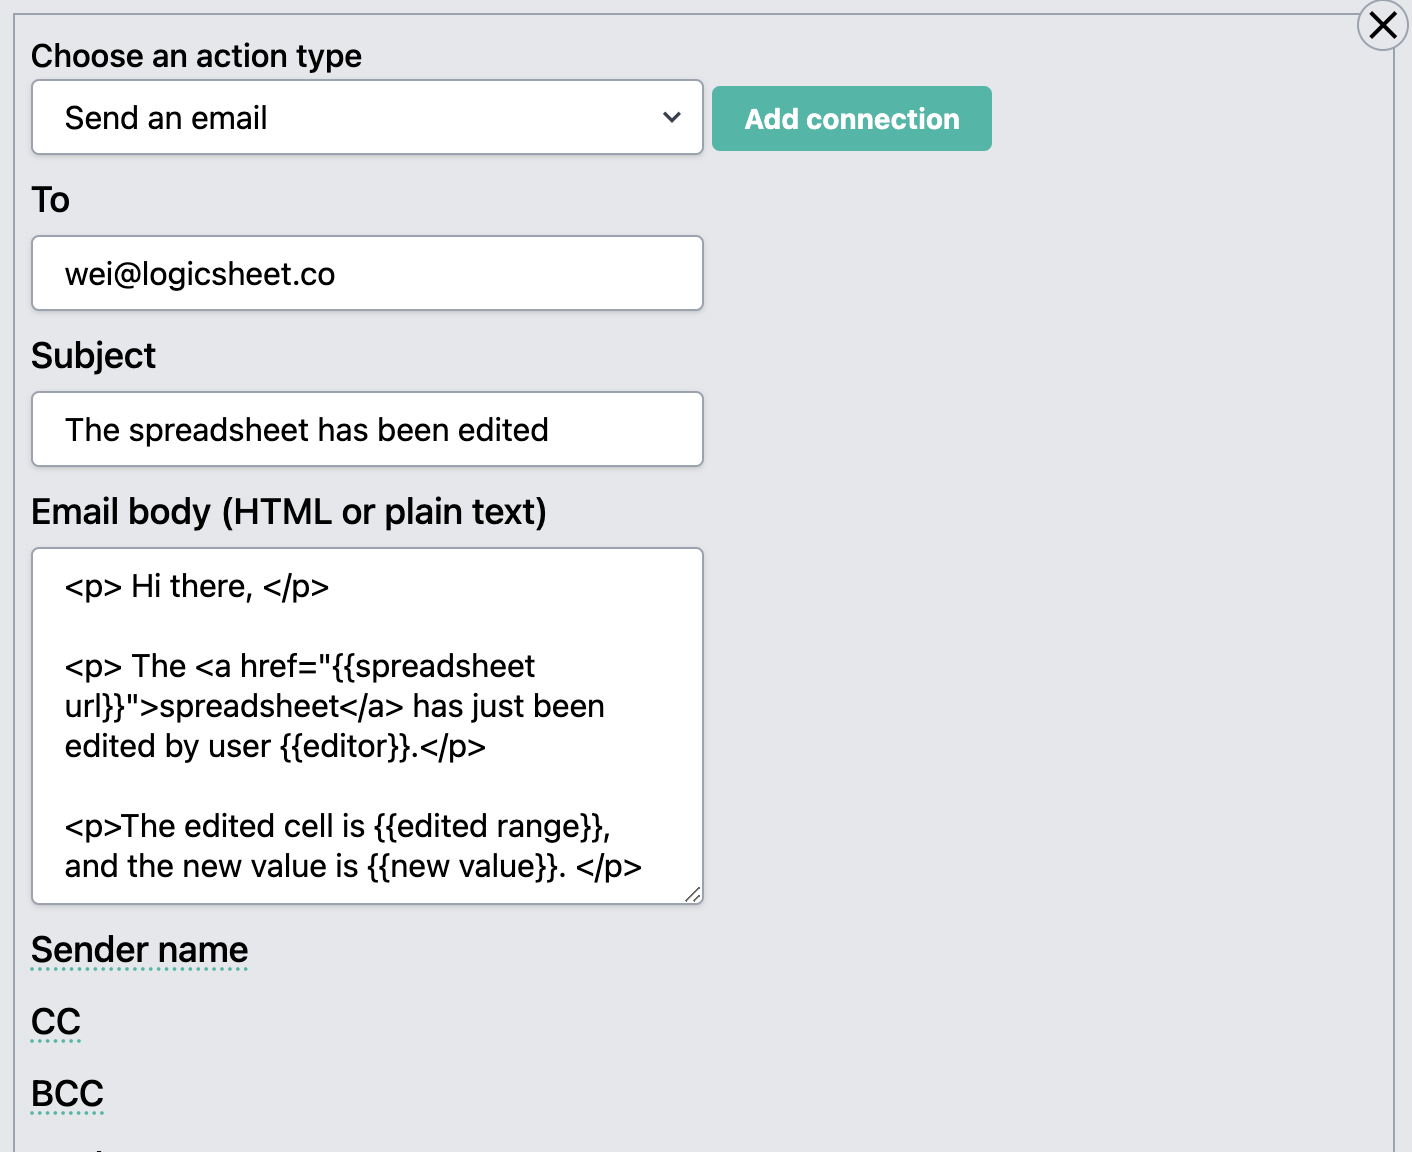 Choose an action type
Send an email
Add connection
To
wei@logicsheet.co
Subject
The spreadsheet has been edited
Email body (HTML or plain text)
<p> Hi there, </p>
<p> The <a href="{{spreadsheet
url}}">spreadsheet</a> has just been
edited by user {{editor}}.</p>
<p>The edited cell is {{edited range}},
and the new value is {{new value}}. </p>
Sender name
CC
BCC